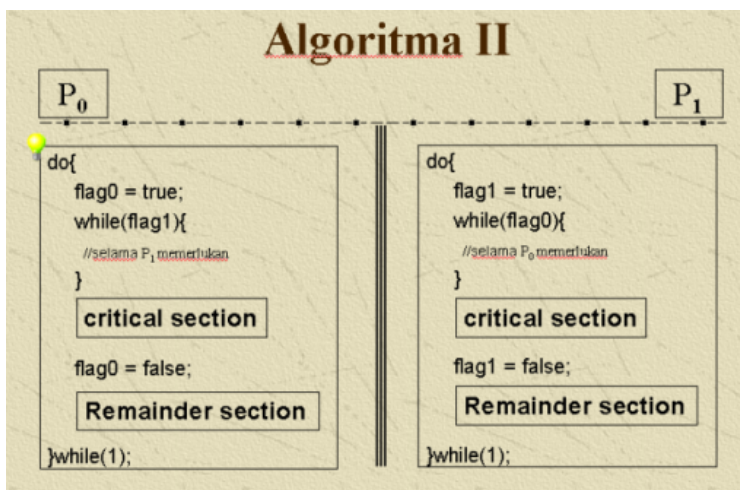 Algoritma II
P₀
P₁
do{
flag0 = true;
while(flag1){
//selama P₁ memerlukan
}
critical section
flag0 = false;
Remainder section
}while(1);
do{
flag1 = true;
while(flag0){
//selama P₀ memerlukan
}
critical section
flag1 = false;
Remainder section
}while(1);